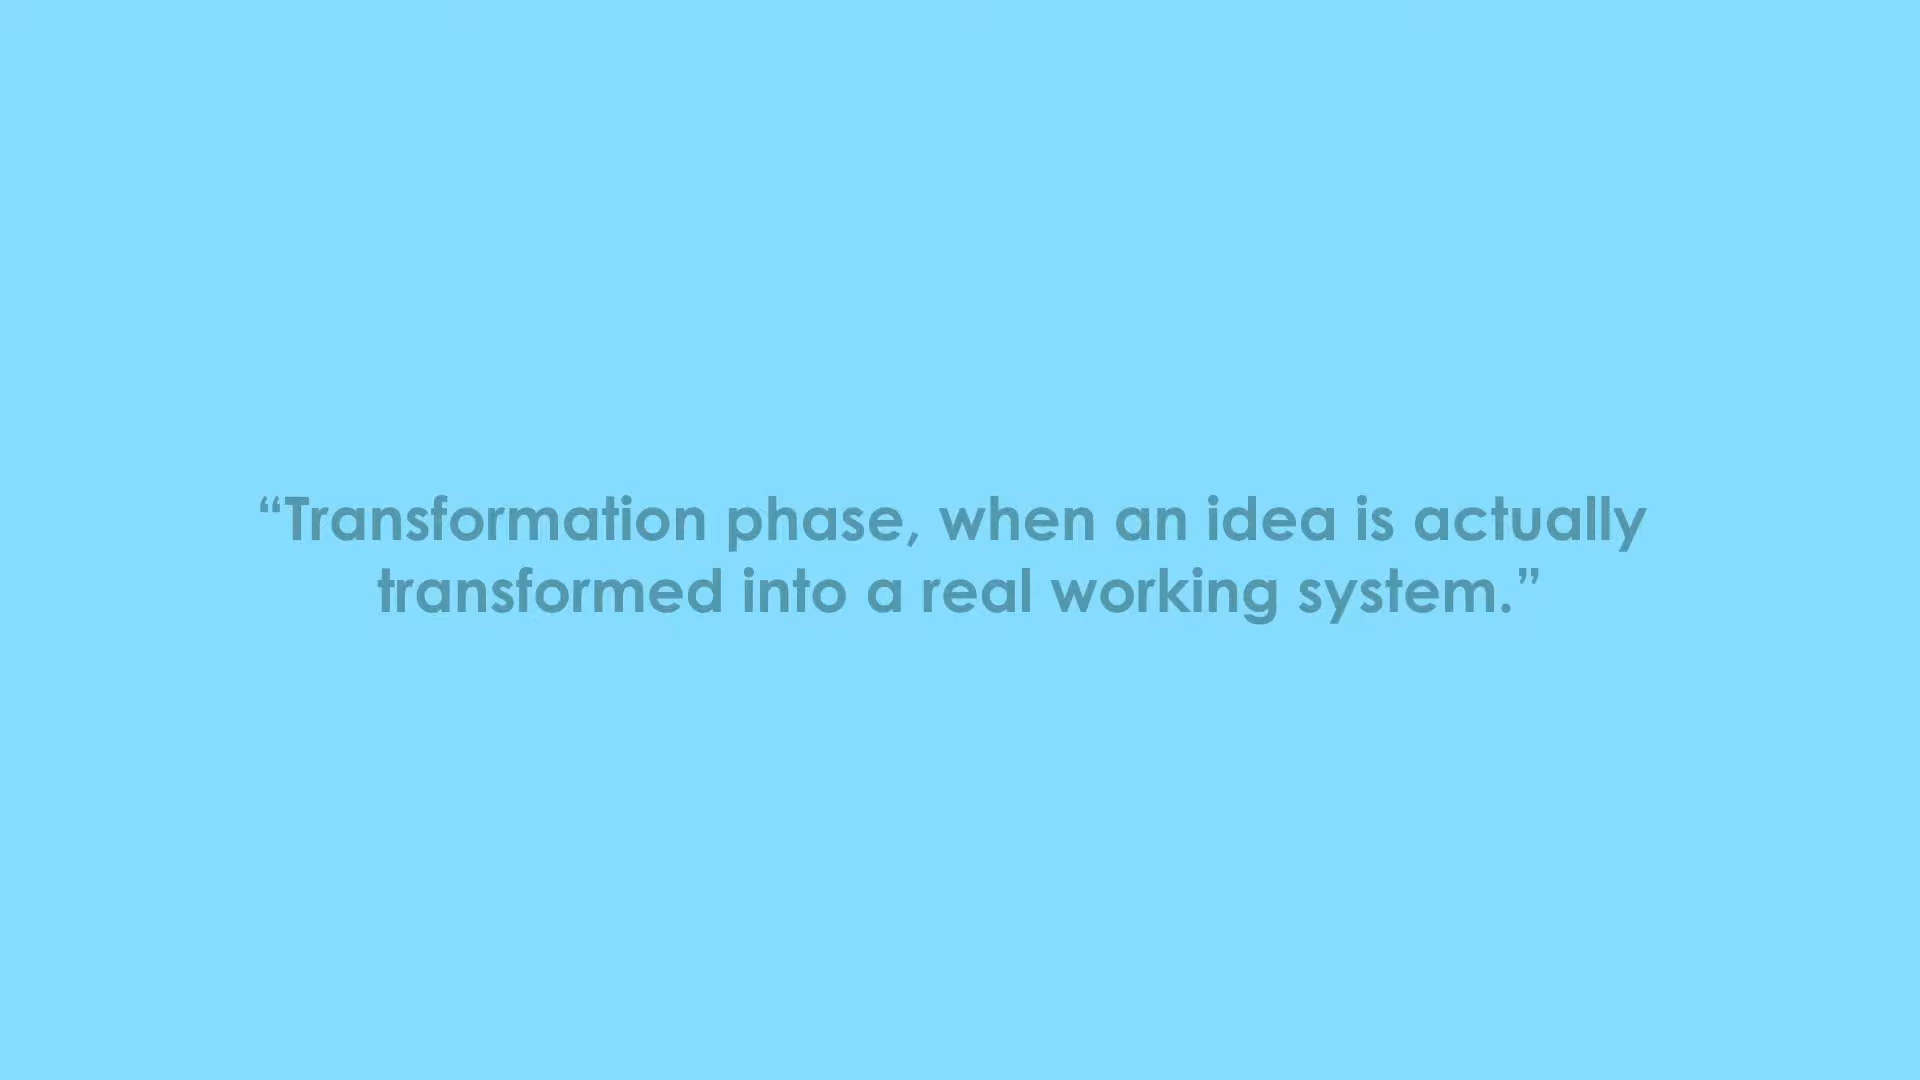 “Transformation phase, when an idea is actually
transformed into a real working system.”